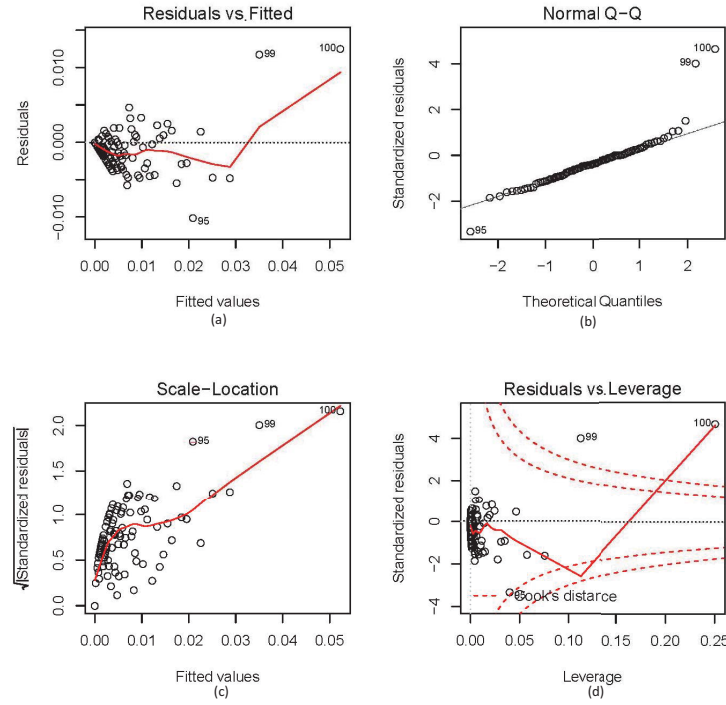 Residuals vs. Fitted
Residuals
0.010
0.000
−0.010
99
100
95
0.00 0.01 0.02 0.03 0.04 0.05
Fitted values
(a)
Normal Q−Q
Standardized residuals
4
2
0
−2
99
100
95
−2 −1 0 1 2
Theoretical Quantiles
(b)
Scale−Location
√|Standardized residuals|
2.0
1.5
1.0
0.5
0.0
95
99
100
0.00 0.01 0.02 0.03 0.04 0.05
Fitted values
(c)
Residuals vs. Leverage
Standardized residuals
4
2
0
−2
−4
99
100
Cook's distance
0.00 0.05 0.10 0.15 0.20 0.25
Leverage
(d)